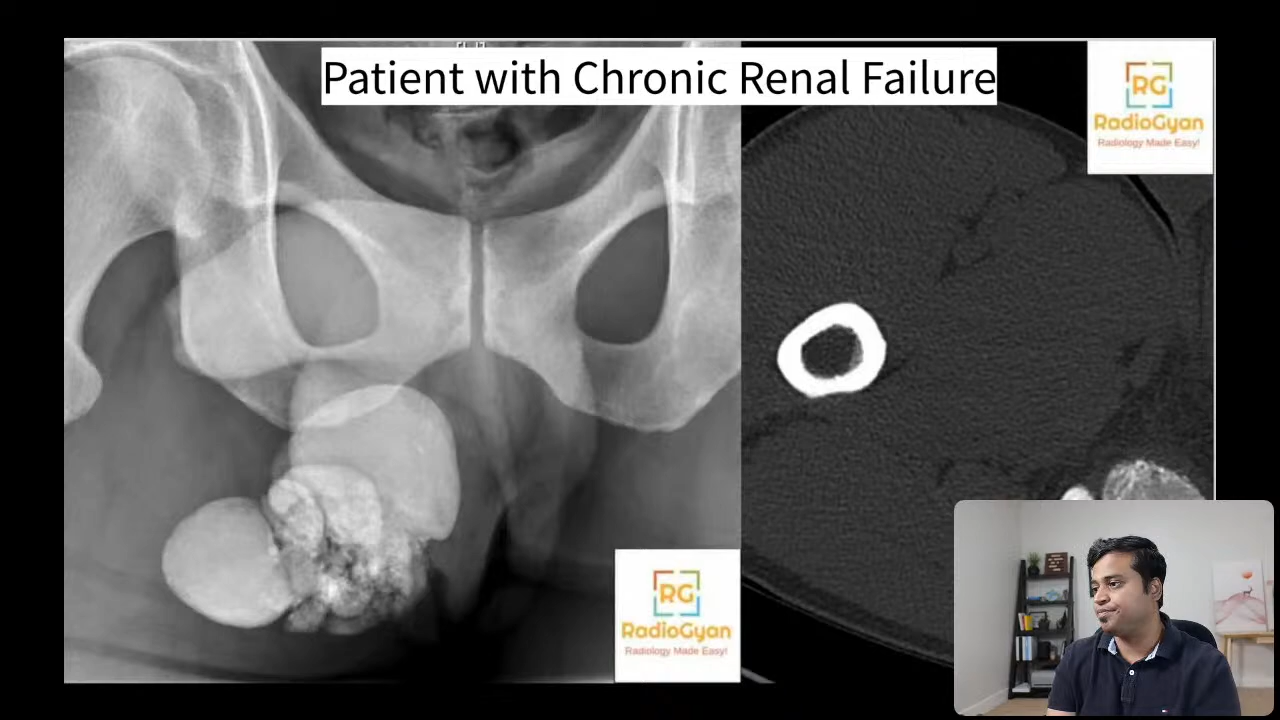 Patient with Chronic Renal Failure
RG
RadioGyan
Radiology Made Easy!
RG
RadioGyan
Radiology Made Easy!